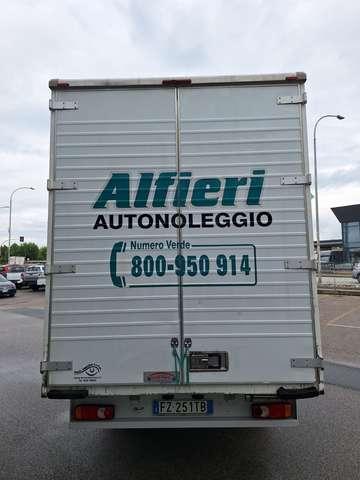 Alfieri
AUTONOLEGGIO
Numero Verde
800-950 914
FZ 251TB